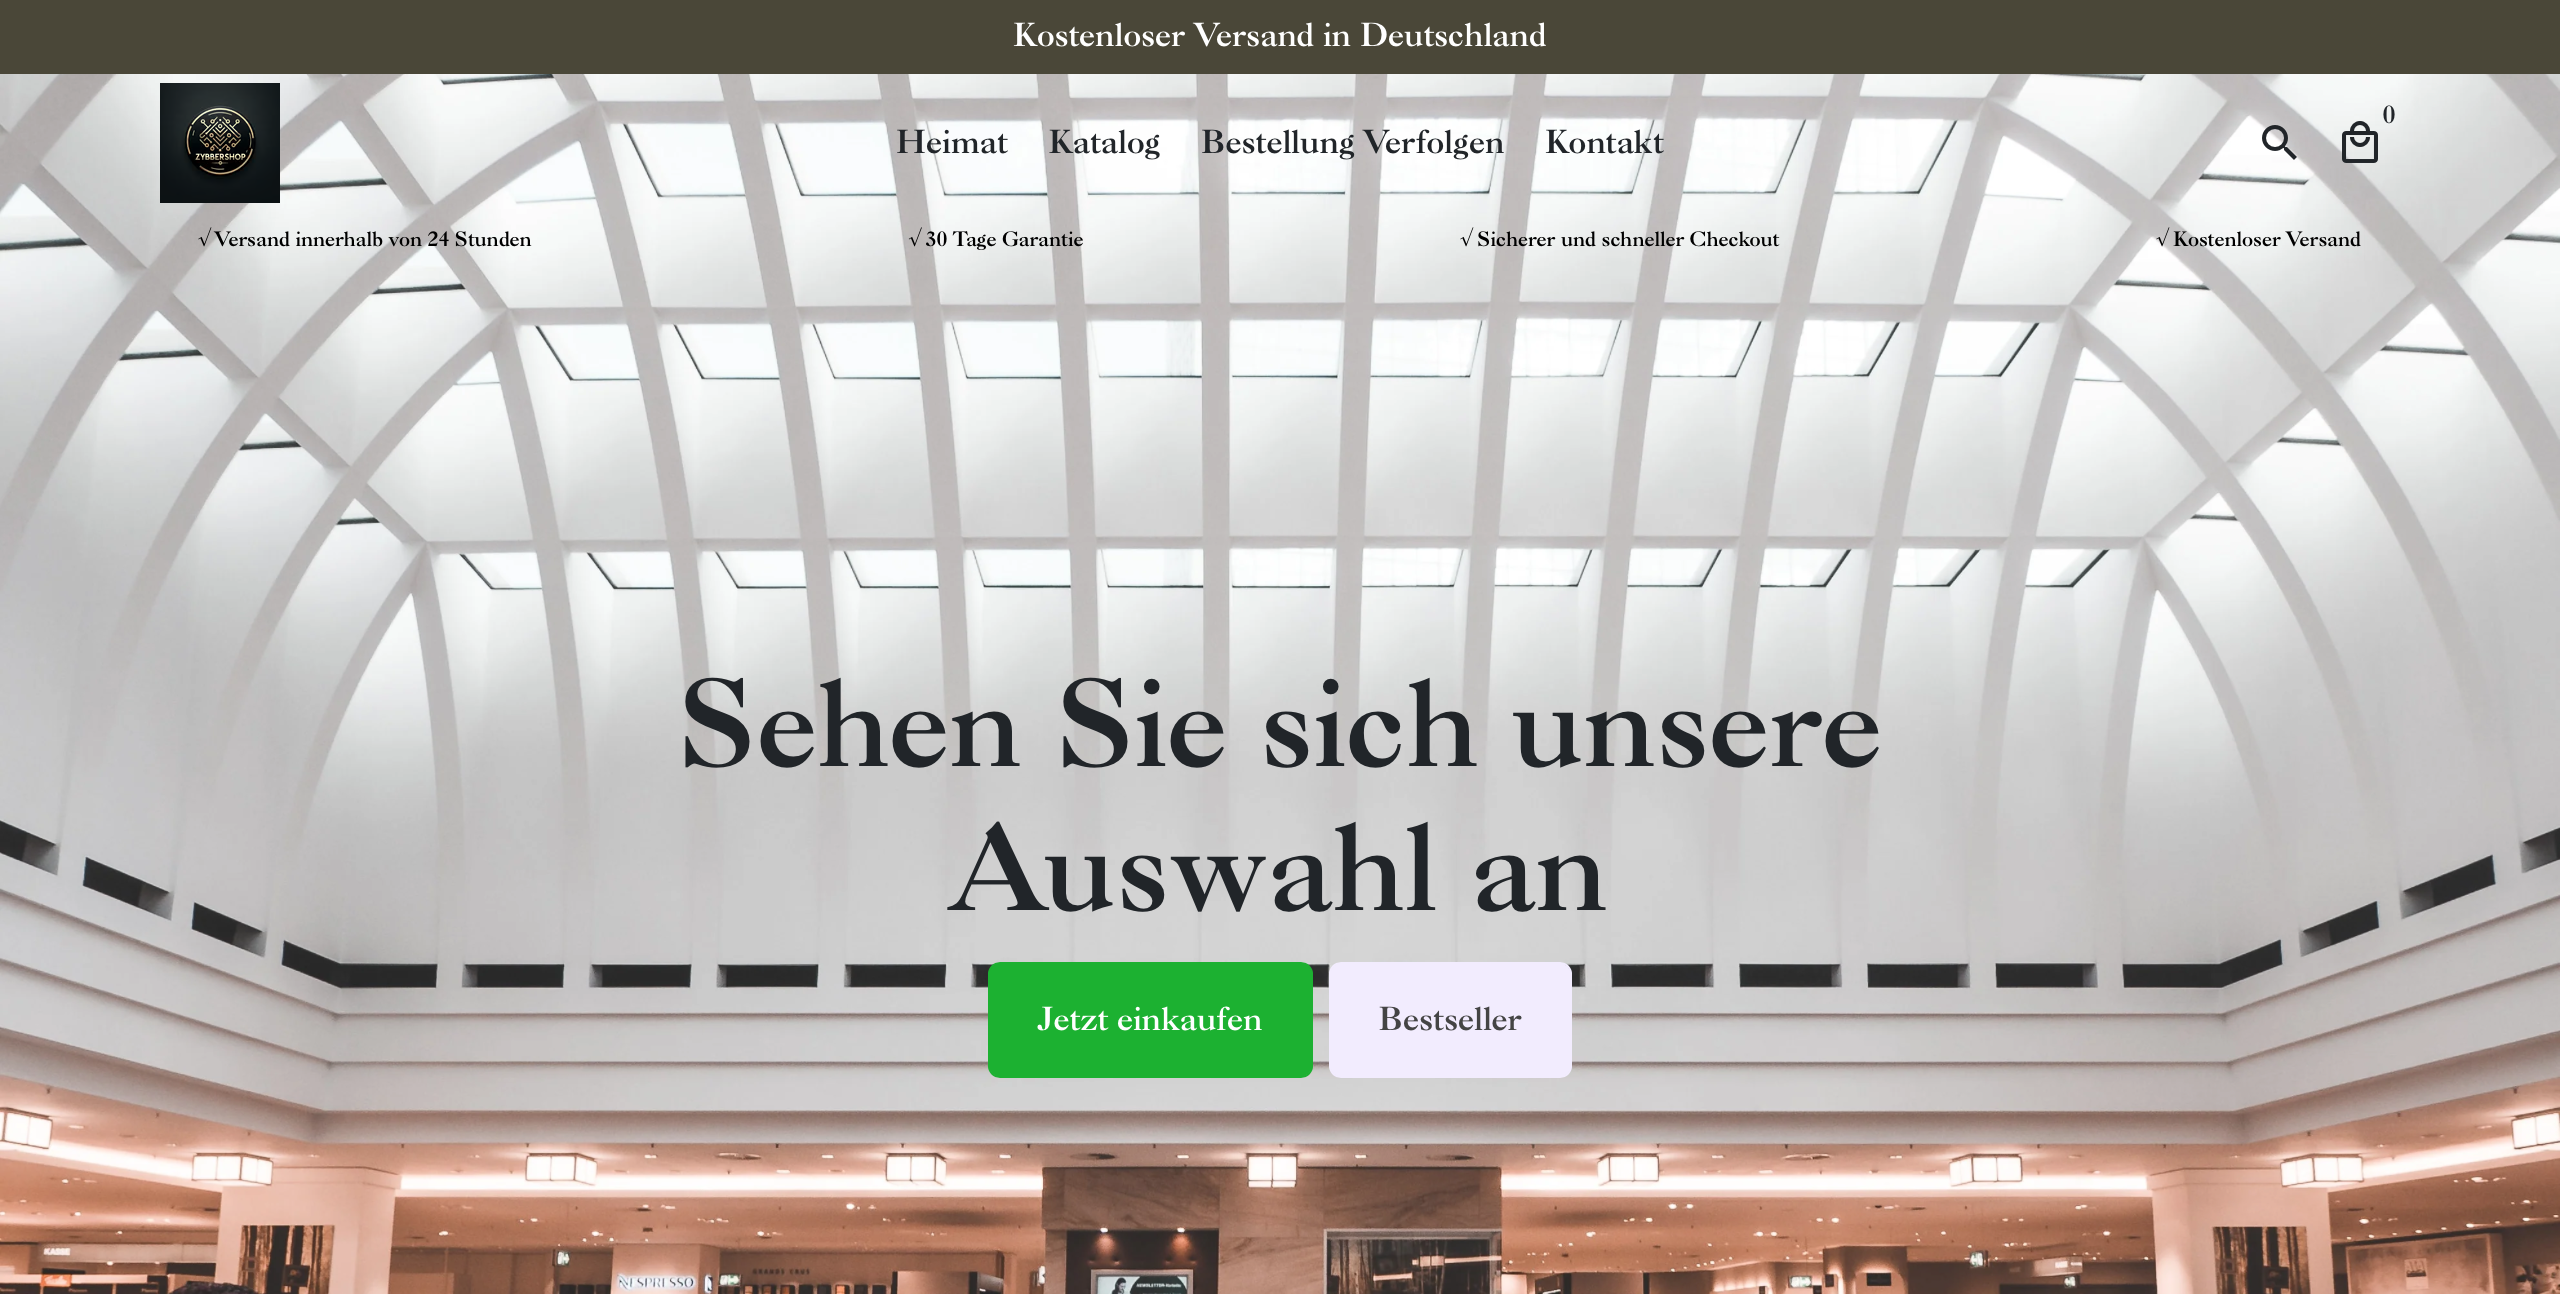 Kostenloser Versand in Deutschland
ZYBBERSHOP
Heimat Katalog Bestellung Verfolgen Kontakt
0
√ Versand innerhalb von 24 Stunden
√ 30 Tage Garantie
√ Sicherer und schneller Checkout
√ Kostenloser Versand
Sehen Sie sich unsere
Auswahl an
Jetzt einkaufen
Bestseller
KASSE
NESPRESSO